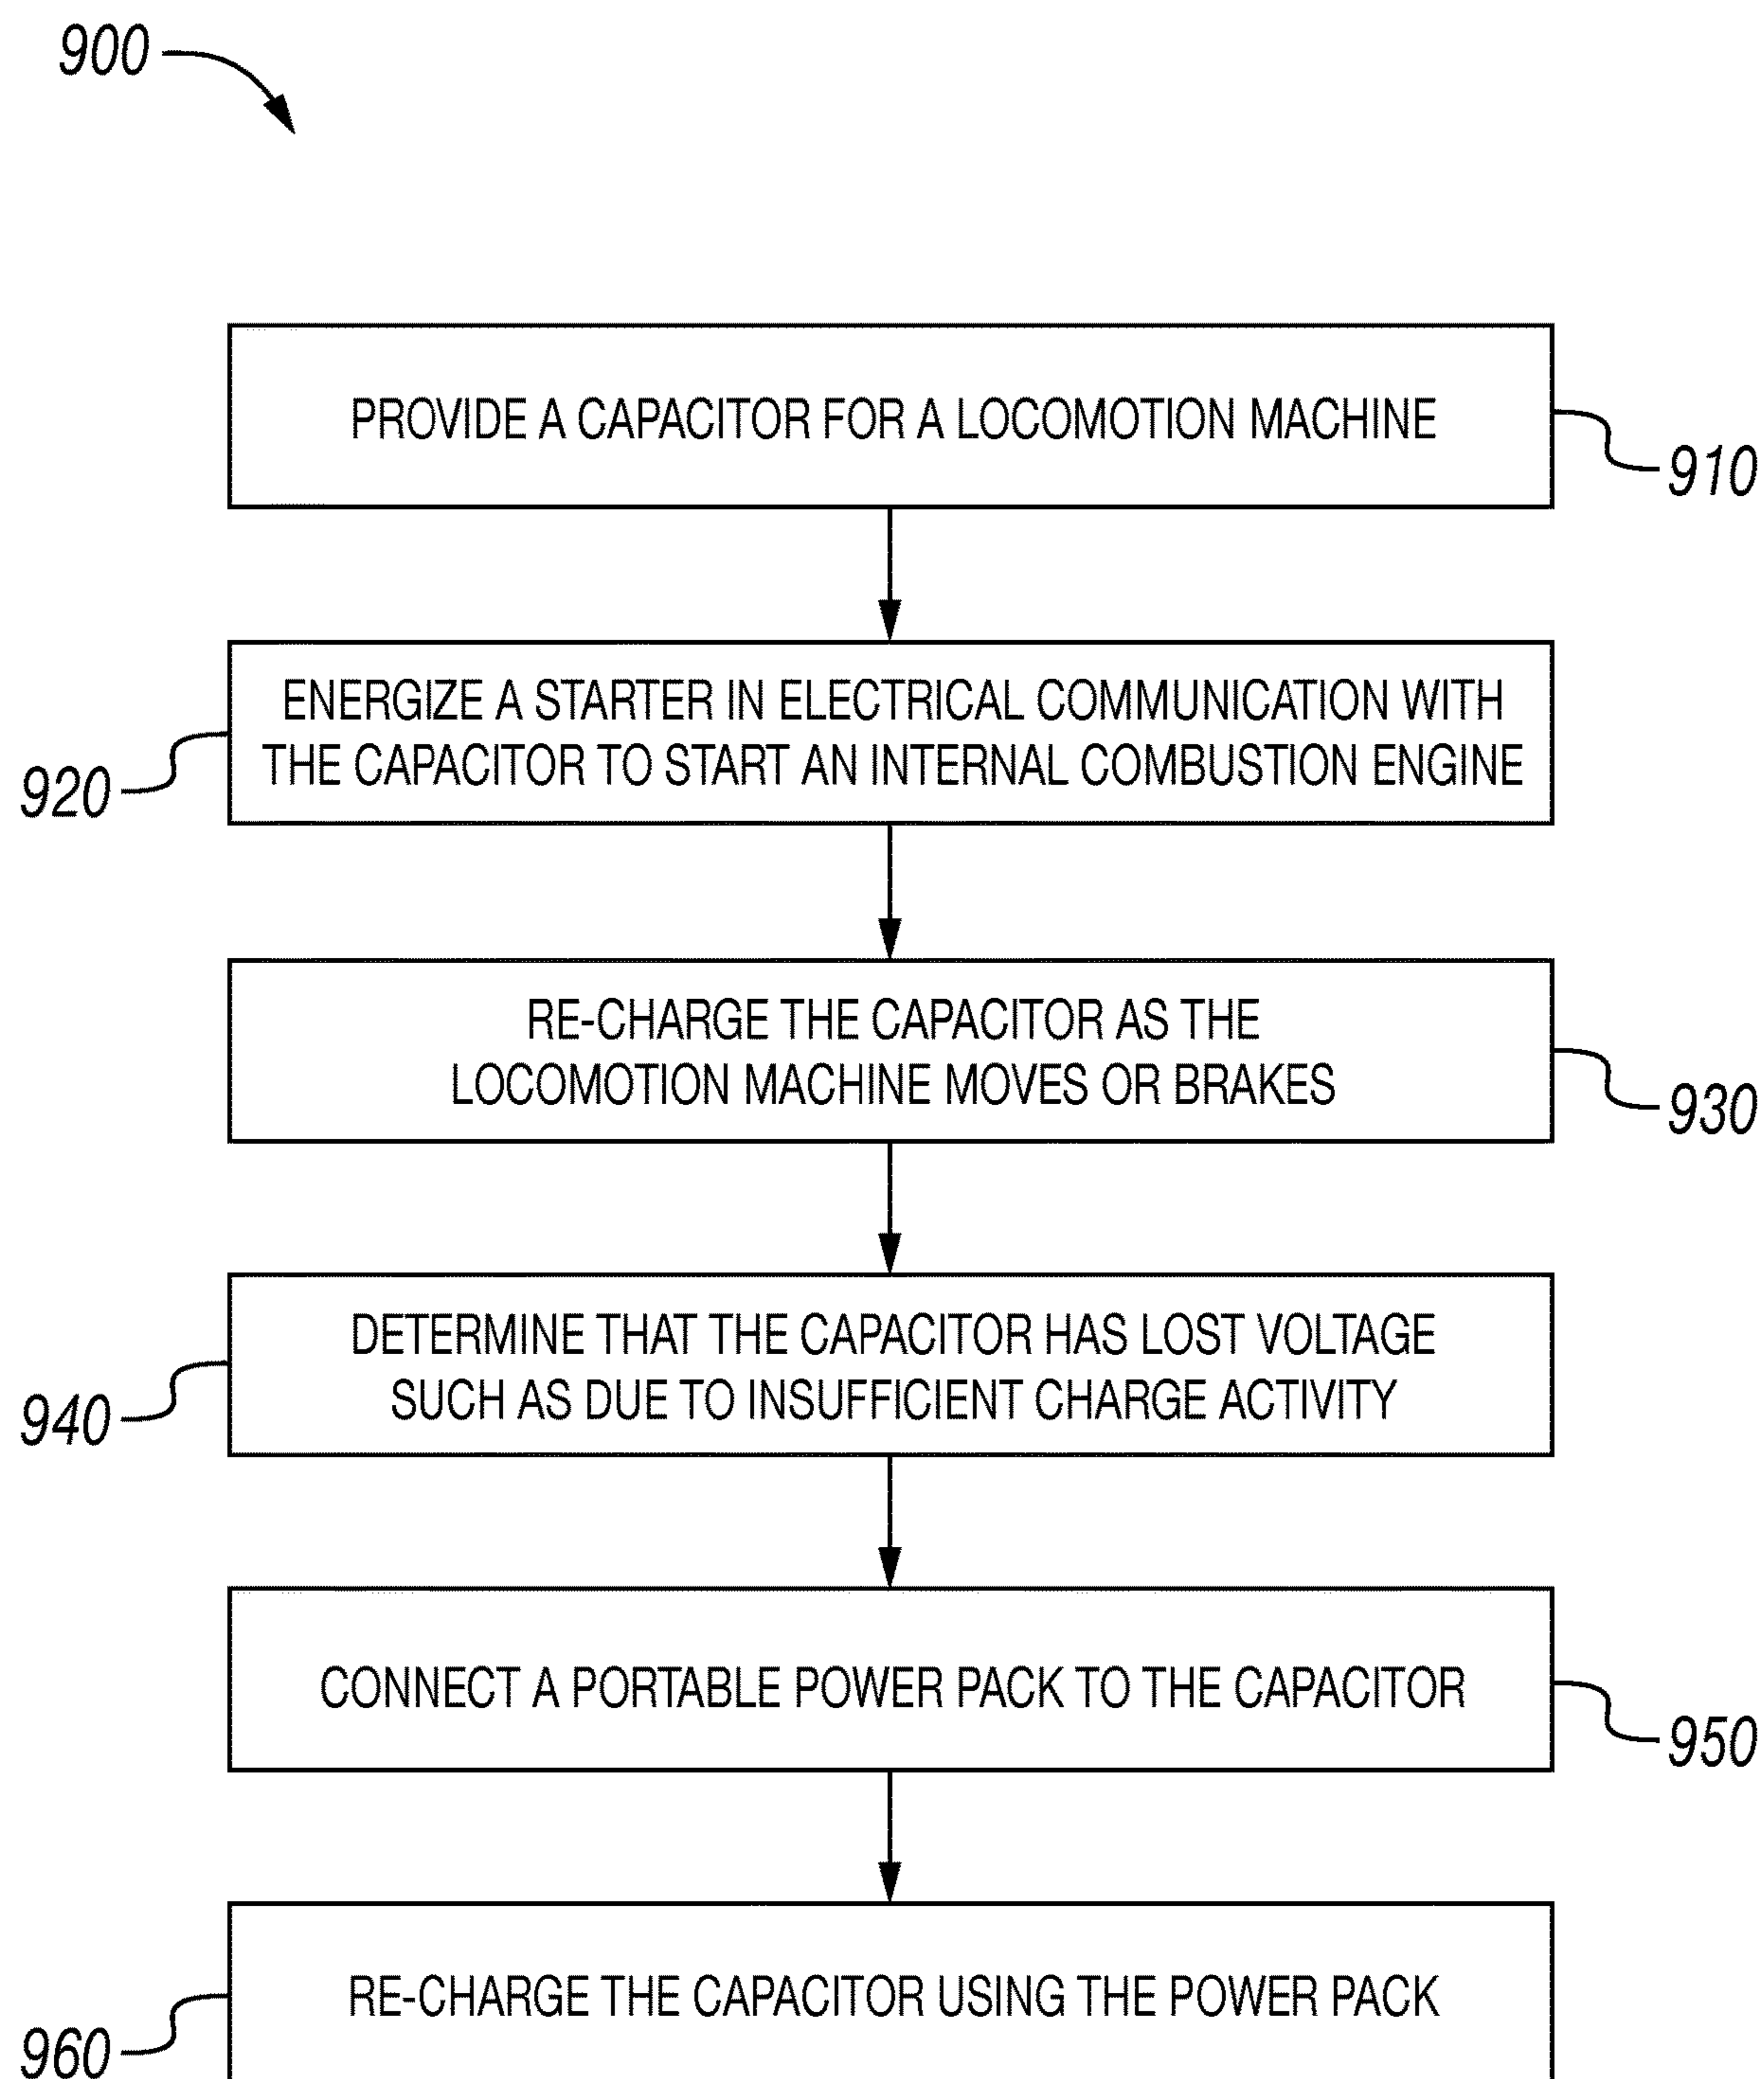 900
PROVIDE A CAPACITOR FOR A LOCOMOTION MACHINE
910
ENERGIZE A STARTER IN ELECTRICAL COMMUNICATION WITH
THE CAPACITOR TO START AN INTERNAL COMBUSTION ENGINE
920
RE-CHARGE THE CAPACITOR AS THE
LOCOMOTION MACHINE MOVES OR BRAKES
930
DETERMINE THAT THE CAPACITOR HAS LOST VOLTAGE
SUCH AS DUE TO INSUFFICIENT CHARGE ACTIVITY
940
CONNECT A PORTABLE POWER PACK TO THE CAPACITOR
950
RE-CHARGE THE CAPACITOR USING THE POWER PACK
960